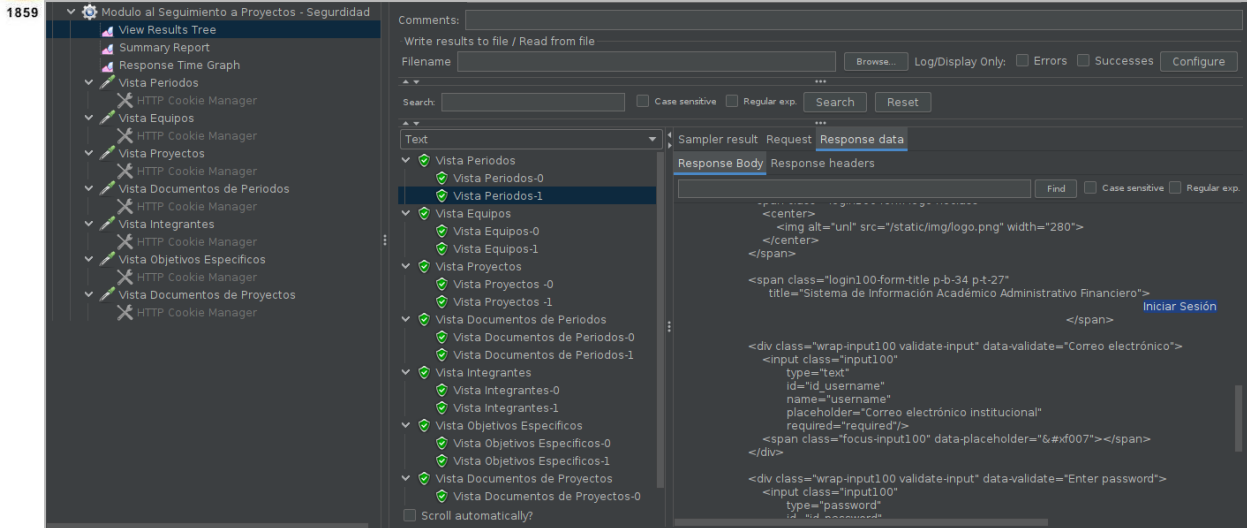 1859
Modulo al Seguimiento a Proyectos - Segurdidad
View Results Tree
Summary Report
Response Time Graph
Vista Periodos
HTTP Cookie Manager
Vista Equipos
HTTP Cookie Manager
Vista Proyectos
HTTP Cookie Manager
Vista Documentos de Periodos
HTTP Cookie Manager
Vista Integrantes
HTTP Cookie Manager
Vista Objetivos Especificos
HTTP Cookie Manager
Vista Documentos de Proyectos
HTTP Cookie Manager
Comments:
Write results to file / Read from file
Filename Browse... Log/Display Only: Errors Successes Configure
Search: Case sensitive Regular exp. Search Reset
Text
Vista Periodos
Vista Periodos-0
Vista Periodos-1
Vista Equipos
Vista Equipos-0
Vista Equipos-1
Vista Proyectos
Vista Proyectos -0
Vista Proyectos -1
Vista Documentos de Periodos
Vista Documentos de Periodos-0
Vista Documentos de Periodos-1
Vista Integrantes
Vista Integrantes-0
Vista Integrantes-1
Vista Objetivos Especificos
Vista Objetivos Especificos-0
Vista Objetivos Especificos-1
Vista Documentos de Proyectos
Vista Documentos de Proyectos-0
Scroll automatically?
Sampler result Request Response data
Response Body Response headers
Find Case sensitive Regular exp.
<center>
<img alt="unl" src="/static/img/logo.png" width="280">
</center>
</span>
<span class="login100-form-title p-b-34 p-t-27"
title="Sistema de Información Académico Administrativo Financiero">
Iniciar Sesión
</span>
<div class="wrap-input100 validate-input" data-validate="Correo electrónico">
<input class="input100"
type="text"
id="id_username"
name="username"
placeholder="Correo electrónico institucional"
required="required"/>
<span class="focus-input100" data-placeholder="&#xf007"></span>
</div>
<div class="wrap-input100 validate-input" data-validate="Enter password">
<input class="input100"
type="password"